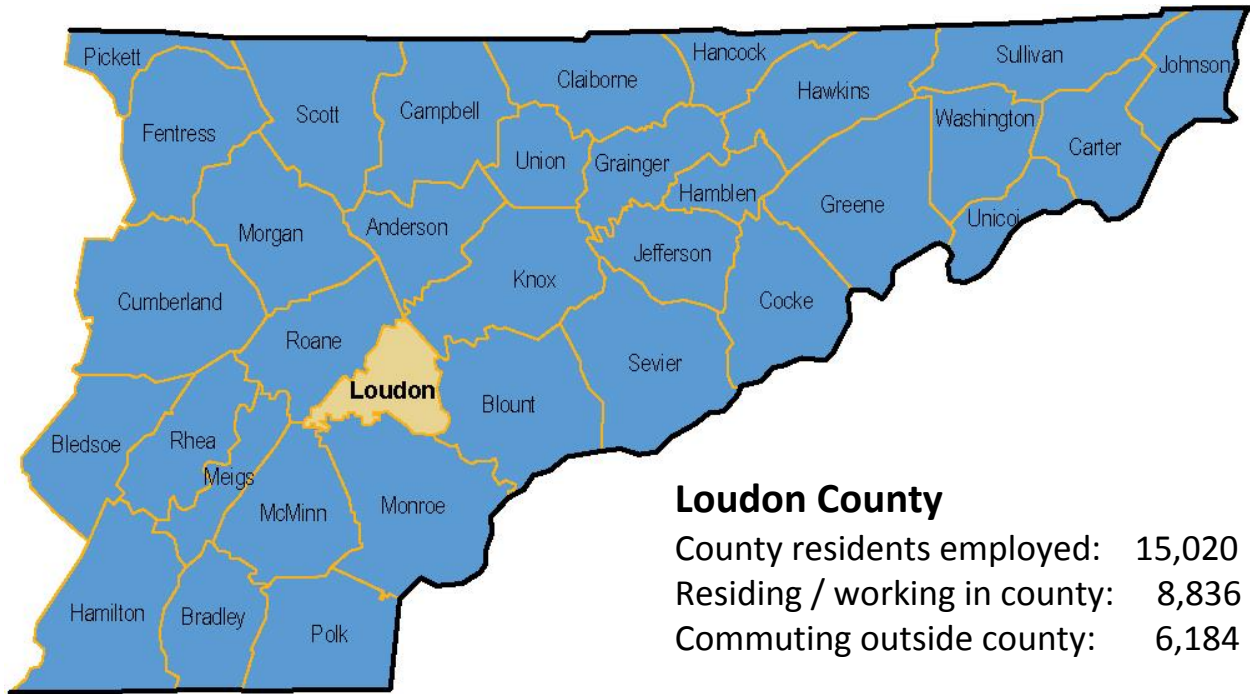 Pickett
Hancock
Sullivan
Johnson
Claiborne
Hawkins
Scott
Campbell
Fentress
Washington
Carter
Union
Grainger
Hamblen
Greene
Unicoi
Morgan
Anderson
Jefferson
Knox
Cocke
Cumberland
Roane
Sevier
Loudon
Blount
Bledsoe
Rhea
Meigs
McMinn
Monroe
Hamilton
Bradley
Polk
Loudon County
County residents employed: 15,020
Residing / working in county: 8,836
Commuting outside county: 6,184